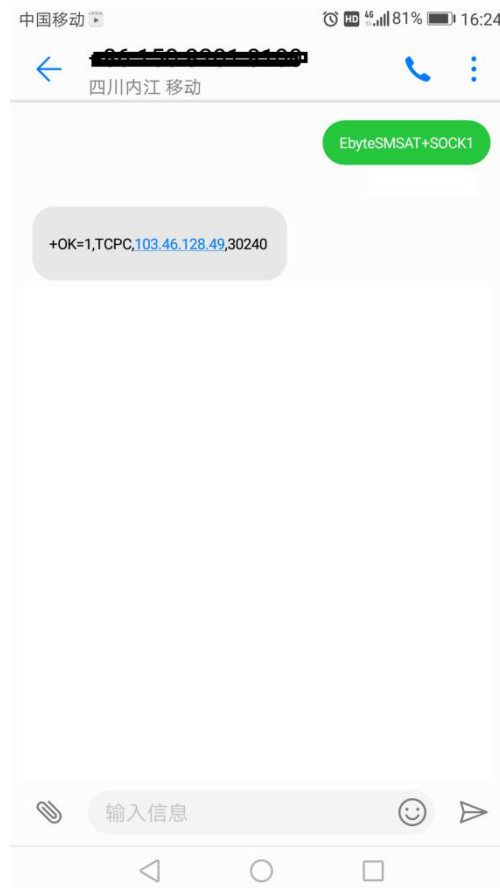 中国移动 HD 4G 81% 16:24
四川内江 移动
EbyteSMSAT+SOCK1
+OK=1,TCPC,103.46.128.49,30240
输入信息